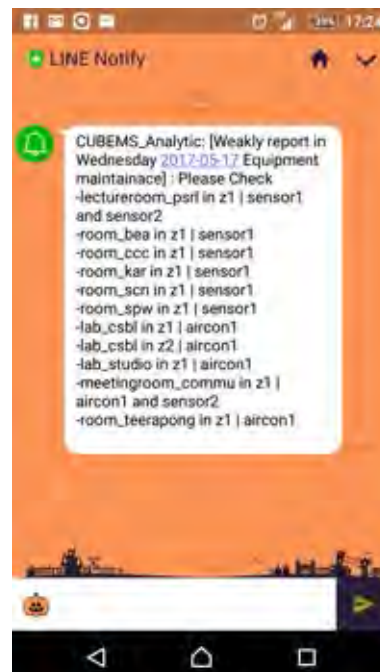 17:24
LINE Notify
CUBEMS_Analytic: [Weakly report in
Wednesday 2017-05-17 Equipment
maintainace] : Please Check
-lectureroom_psrl in z1 | sensor1
and sensor2
-room_bea in z1 | sensor1
-room_ccc in z1 | sensor1
-room_kar in z1 | sensor1
-room_scn in z1 | sensor1
-room_spw in z1 | sensor1
-lab_csbl in z1 | aircon1
-lab_csbl in z2 | aircon1
-lab_studio in z1 | aircon1
-meetingroom_commu in z1 |
aircon1 and sensor2
-room_teerapong in z1 | aircon1